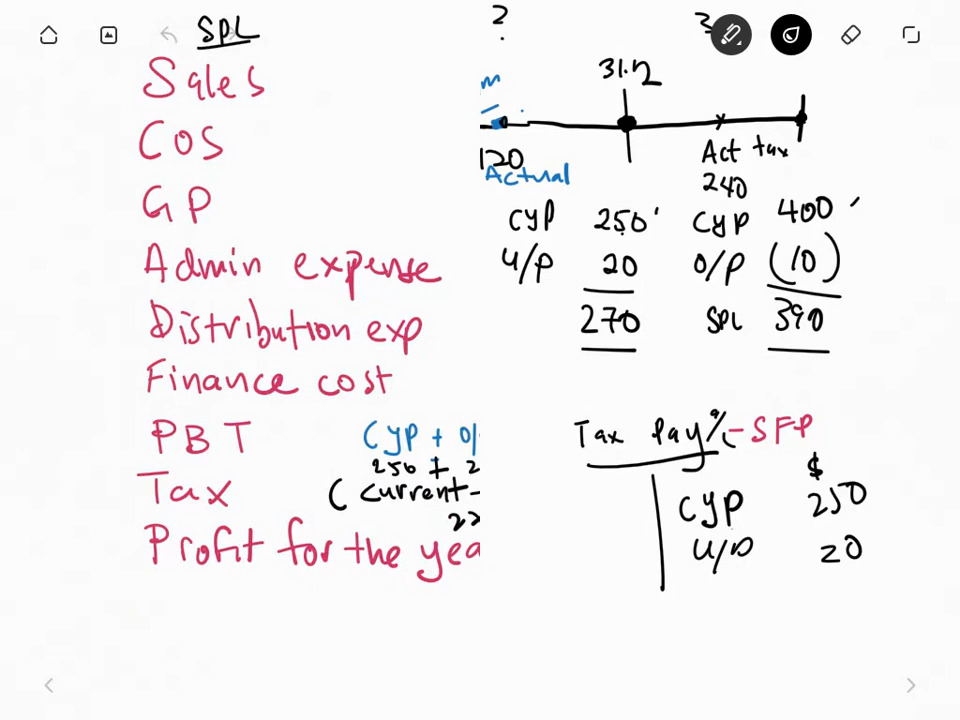 SPL
Sales
COS
GP
Admin expense
Distribution exp
Finance cost
PBT
CYP + 0/
250 + 2
Tax
( Current -
Profit for the yea
?
31.12
120
Actual
Act tax
240
CYP 250
U/P 20
270
CYP 400
O/P (10)
SPL 390
Tax Pay% - SFP
$
CYP 250
U/P 20